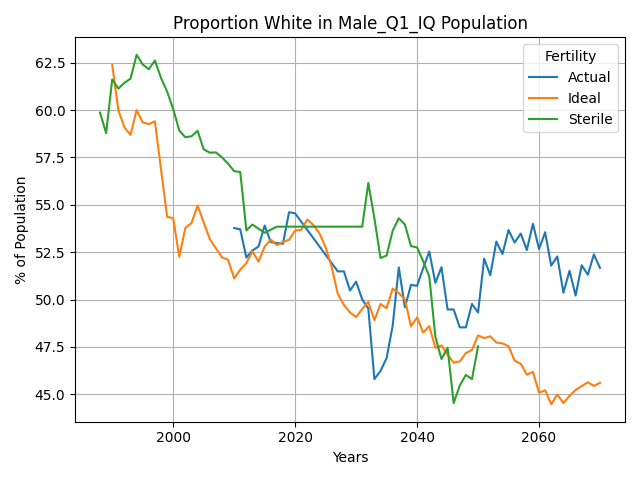 Proportion White in Male_Q1_IQ Population
Fertility
Actual
Ideal
Sterile
% of Population
62.5
60.0
57.5
55.0
52.5
50.0
47.5
45.0
2000
2020
2040
2060
Years